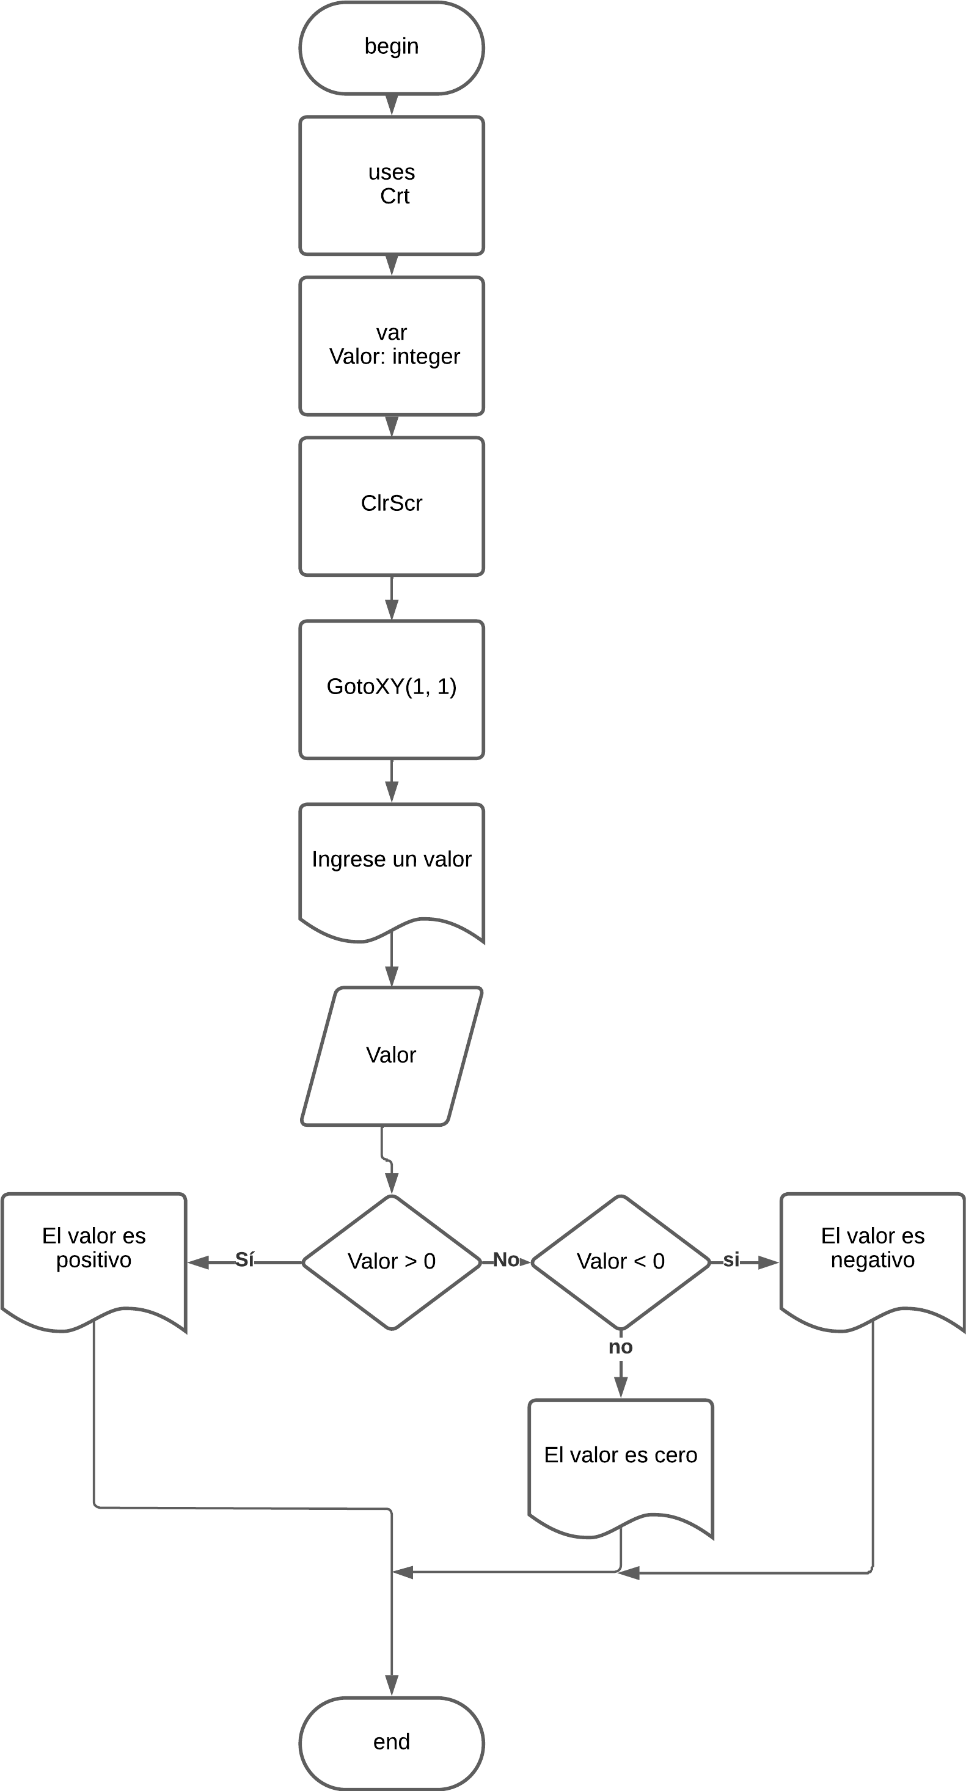 begin
uses
Crt
var
Valor: integer
ClrScr
GotoXY(1, 1)
Ingrese un valor
Valor
Valor > 0
Sí
El valor es
positivo
No
Valor < 0
si
El valor es
negativo
no
El valor es cero
end